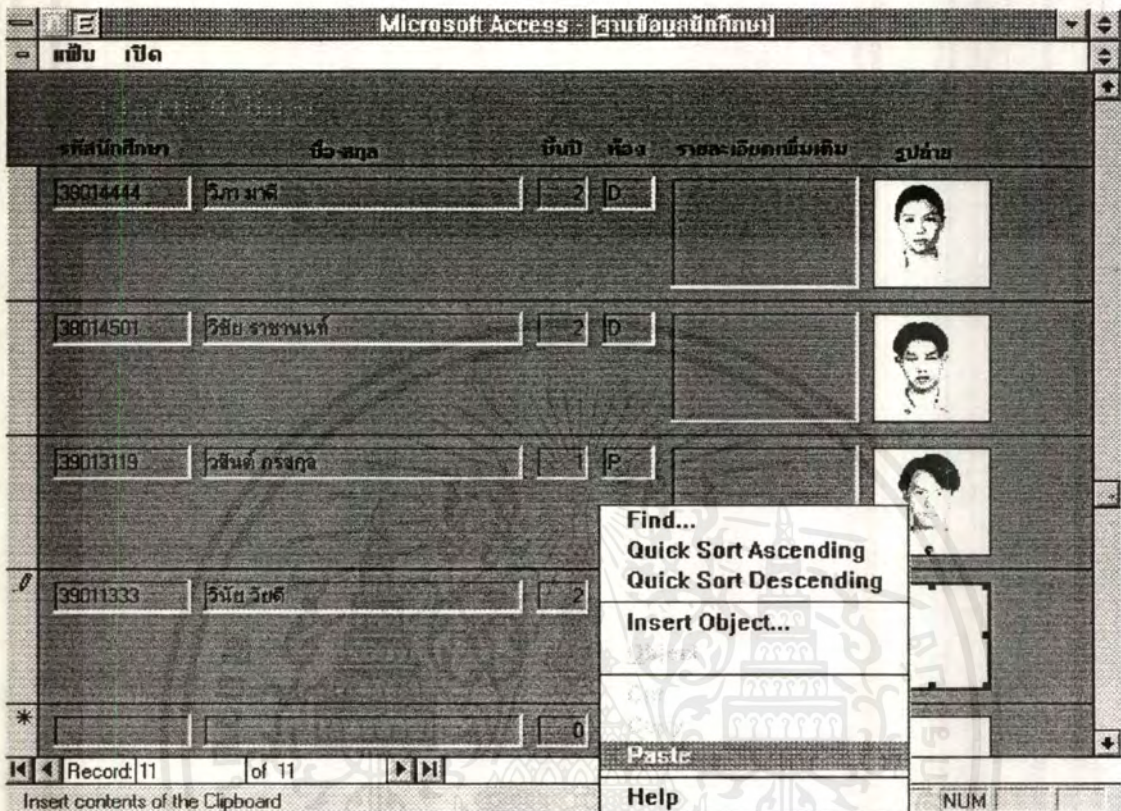 Microsoft Access - [ฐานข้อมูลนักศึกษา]
แฟ้ม เปิด
รหัสนักศึกษา ชื่อ-สกุล ชั้นปี ห้อง รายละเอียดเพิ่มเติม รูปถ่าย
38014444 วิภา มาดี 2 D
38014501 วิชัย ราชานนท์ 2 D
39013119 วสันต์ กรสกุล 1 P
39011333 วินัย วัยดี 2
0
Find...
Quick Sort Ascending
Quick Sort Descending
Insert Object...
Object
Cut
Copy
Paste
Help
Record: 11 of 11
Insert contents of the Clipboard NUM